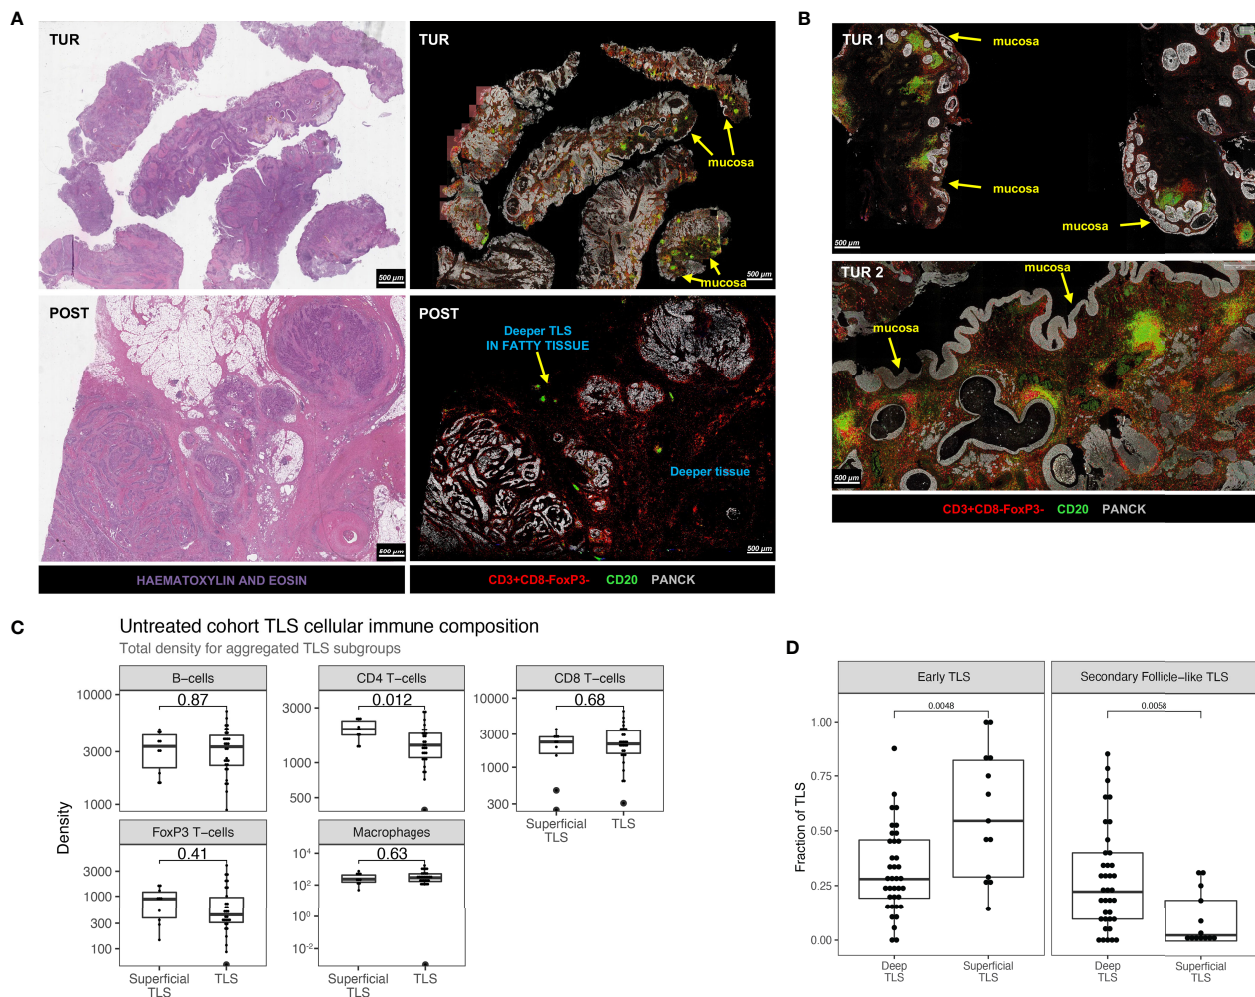 A
TUR
500 µm
TUR
mucosa
mucosa
500 µm
POST
500 µm
POST
Deeper TLS
IN FATTY TISSUE
Deeper tissue
500 µm
HAEMATOXYLIN AND EOSIN
CD3+CD8-FoxP3- CD20 PANCK
B
TUR 1
mucosa
mucosa
mucosa
500 µm
TUR 2
mucosa
mucosa
500 µm
CD3+CD8-FoxP3- CD20 PANCK
C
Untreated cohort TLS cellular immune composition
Total density for aggregated TLS subgroups
Density
B−cells
0.87
10000
3000
1000
CD4 T−cells
0.012
3000
1000
500
CD8 T−cells
0.68
10000
3000
1000
300
Superficial
TLS
TLS
FoxP3 T−cells
0.41
3000
1000
300
100
Superficial
TLS
TLS
Macrophages
0.63
10⁴
10²
10⁰
10⁻²
Superficial
TLS
TLS
D
Fraction of TLS
Early TLS
Secondary Follicle−like TLS
0.0048
0.0058
1.00
0.75
0.50
0.25
0.00
Deep
TLS
Superficial
TLS
Deep
TLS
Superficial
TLS